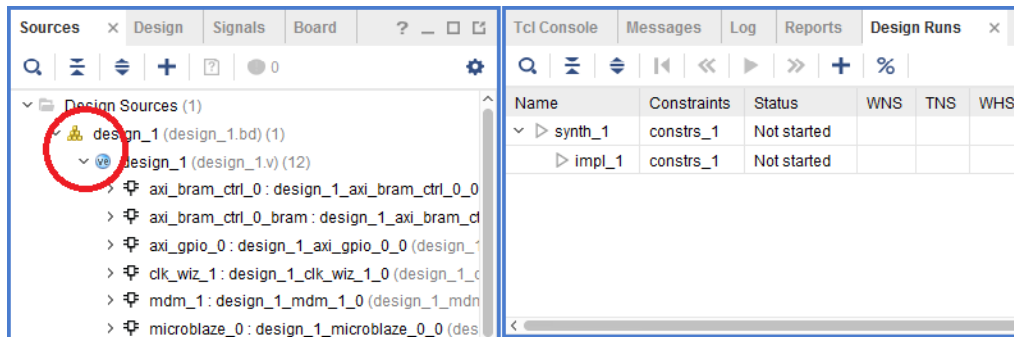 Sources × Design Signals Board ? _
0
Design Sources (1)
design_1 (design_1.bd) (1)
design_1 (design_1.v) (12)
axi_bram_ctrl_0 : design_1_axi_bram_ctrl_0_0
axi_bram_ctrl_0_bram : design_1_axi_bram_ct
axi_gpio_0 : design_1_axi_gpio_0_0 (design_1
clk_wiz_1 : design_1_clk_wiz_1_0 (design_1_c
mdm_1 : design_1_mdm_1_0 (design_1_mdm
microblaze_0 : design_1_microblaze_0_0 (des
Tcl Console Messages Log Reports Design Runs ×
%
Name Constraints Status WNS TNS WHS
synth_1 constrs_1 Not started
impl_1 constrs_1 Not started